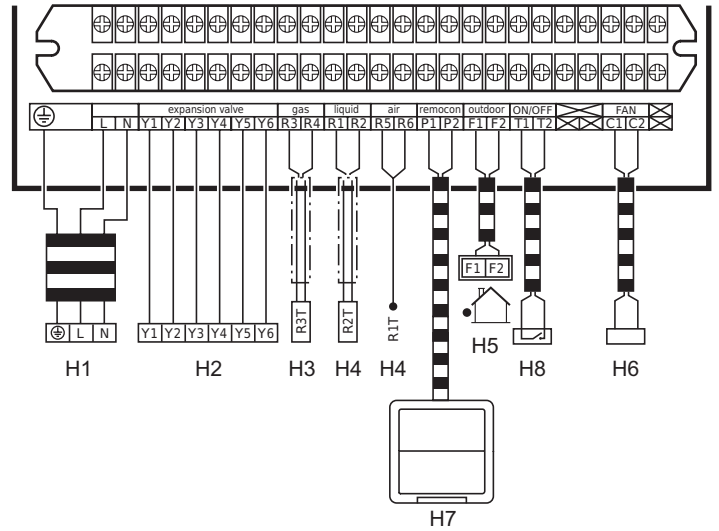 expansion valve gas liquid air remocon outdoor ON/OFF FAN
L N Y1 Y2 Y3 Y4 Y5 Y6 R3 R4 R1 R2 R5 R6 P1 P2 F1 F2 T1 T2 C1 C2
F1 F2
L N Y1 Y2 Y3 Y4 Y5 Y6 R3T R2T R1T
H1 H2 H3 H4 H4 H5 H8 H6
H7